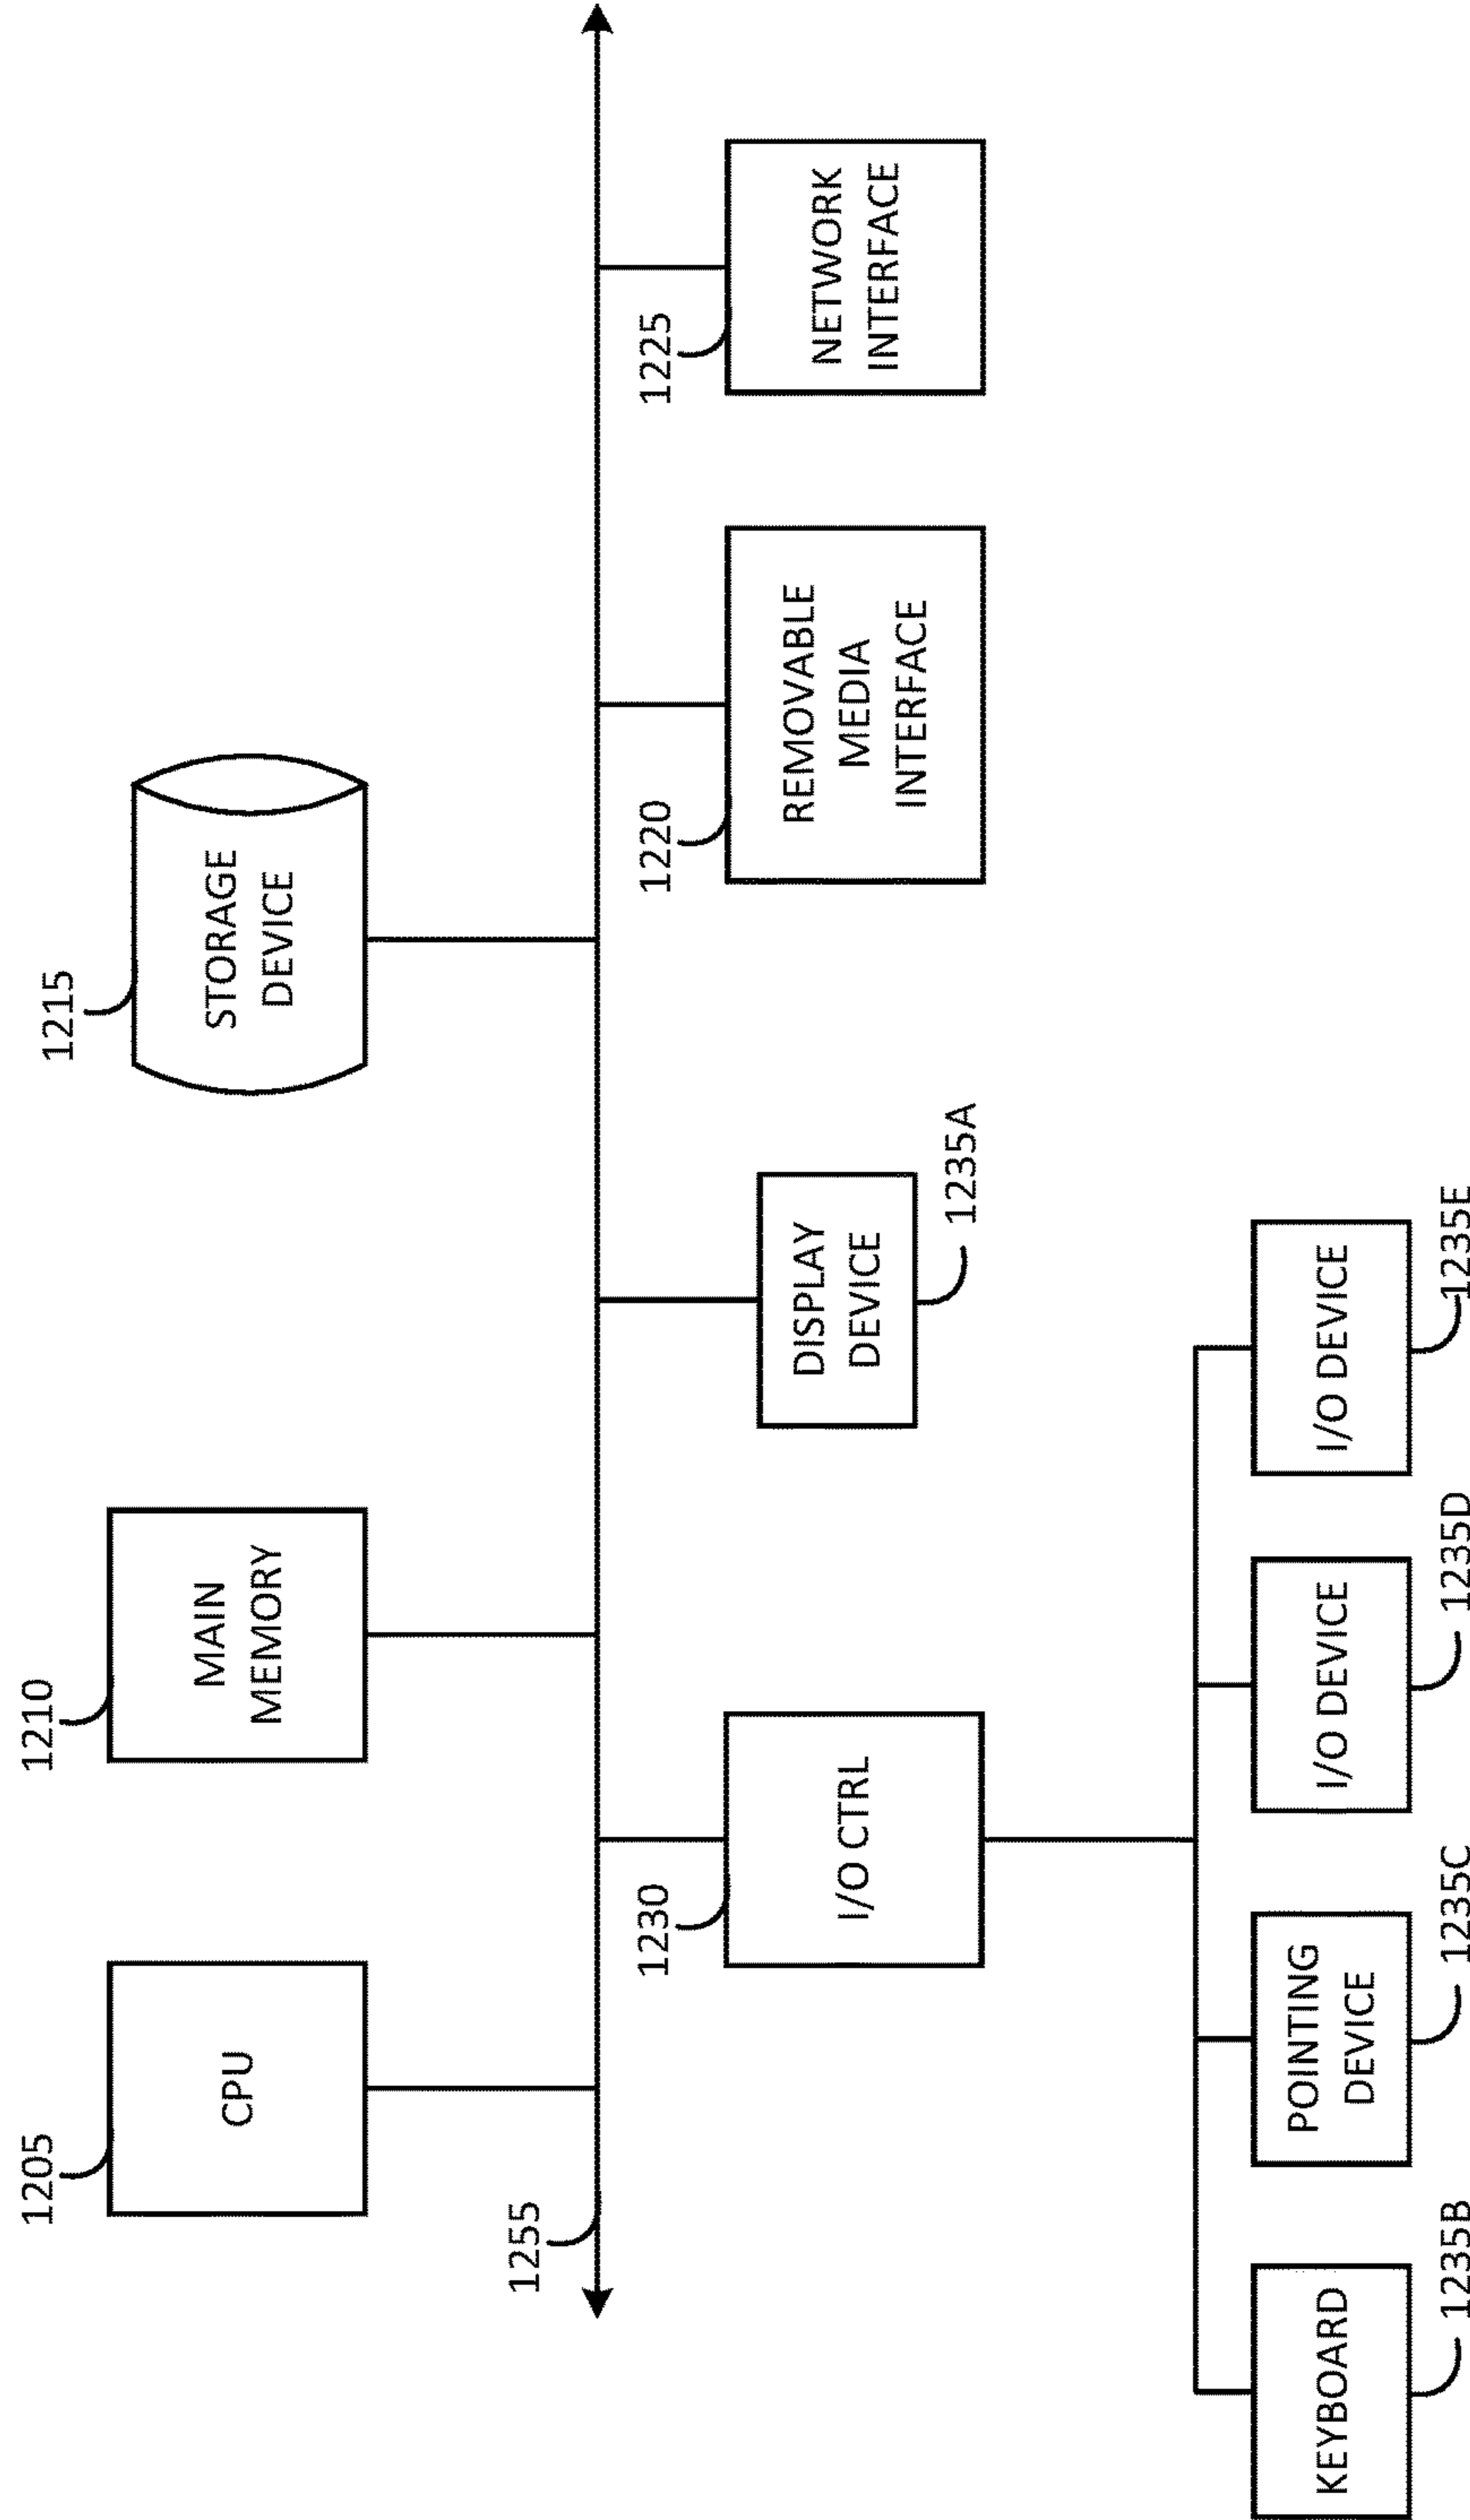 1205
CPU
1210
MAIN
MEMORY
1215
STORAGE
DEVICE
1255
1230
I/O CTRL
DISPLAY
DEVICE
1235A
1220
REMOVABLE
MEDIA
INTERFACE
1225
NETWORK
INTERFACE
KEYBOARD
1235B
POINTING
DEVICE
1235C
I/O DEVICE
1235D
I/O DEVICE
1235E